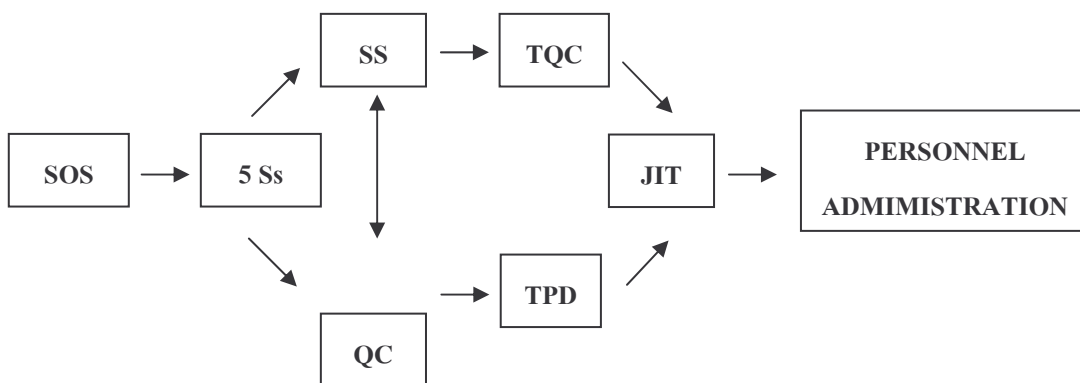 SS
TQC
SOS
5 Ss
JIT
PERSONNEL
ADMIMISTRATION
TPD
QC